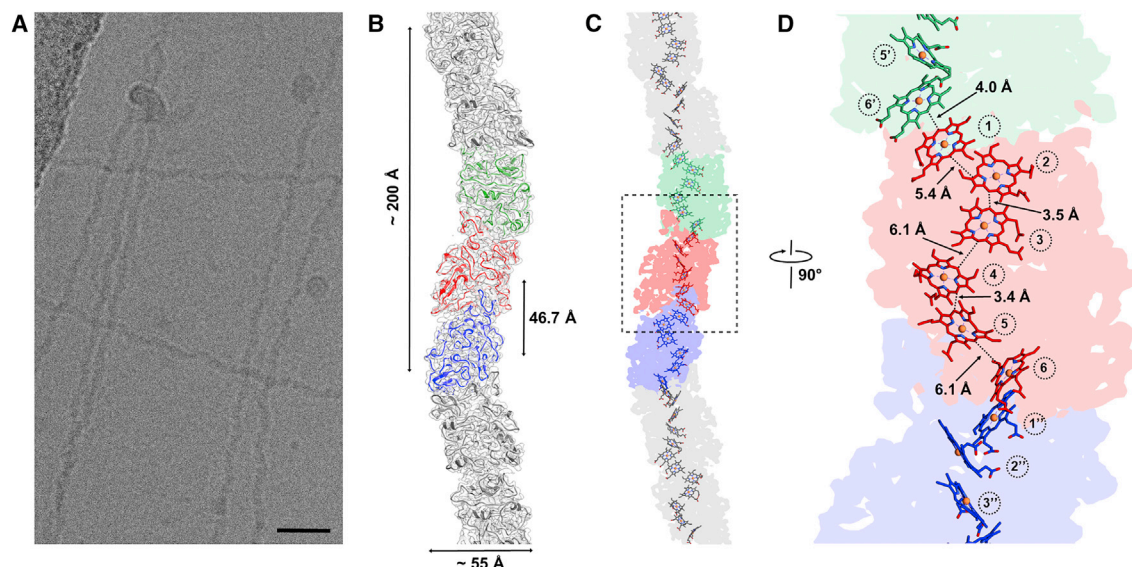 A
B
C
D
~ 200 Å
46.7 Å
~ 55 Å
90°
5'
6'
4.0 Å
1
2
5.4 Å
3.5 Å
6.1 Å
3
4
3.4 Å
5
6.1 Å
6
1''
2''
3''